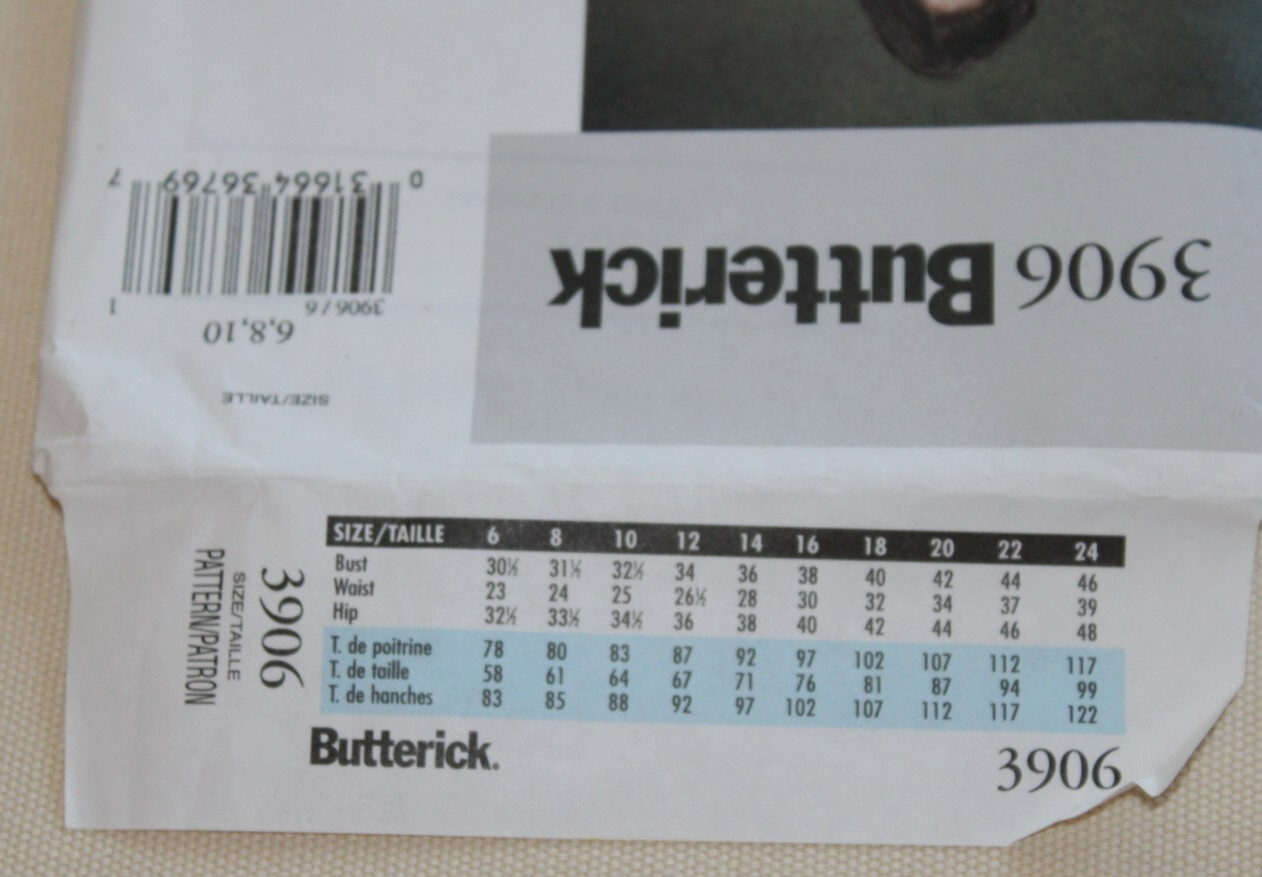 0 31664 36769 7
3906 / 6 1
6,8,10
SIZE/TAILLE
3906 Butterick
3906
SIZE/TAILLE
PATTERN/PATRON
SIZE/TAILLE 6 8 10 12 14 16 18 20 22 24
Bust 30½ 31½ 32½ 34 36 38 40 42 44 46
Waist 23 24 25 26½ 28 30 32 34 37 39
Hip 32½ 33½ 34½ 36 38 40 42 44 46 48
T. de poitrine 78 80 83 87 92 97 102 107 112 117
T. de taille 58 61 64 67 71 76 81 87 94 99
T. de hanches 83 85 88 92 97 102 107 112 117 122
Butterick.
3906